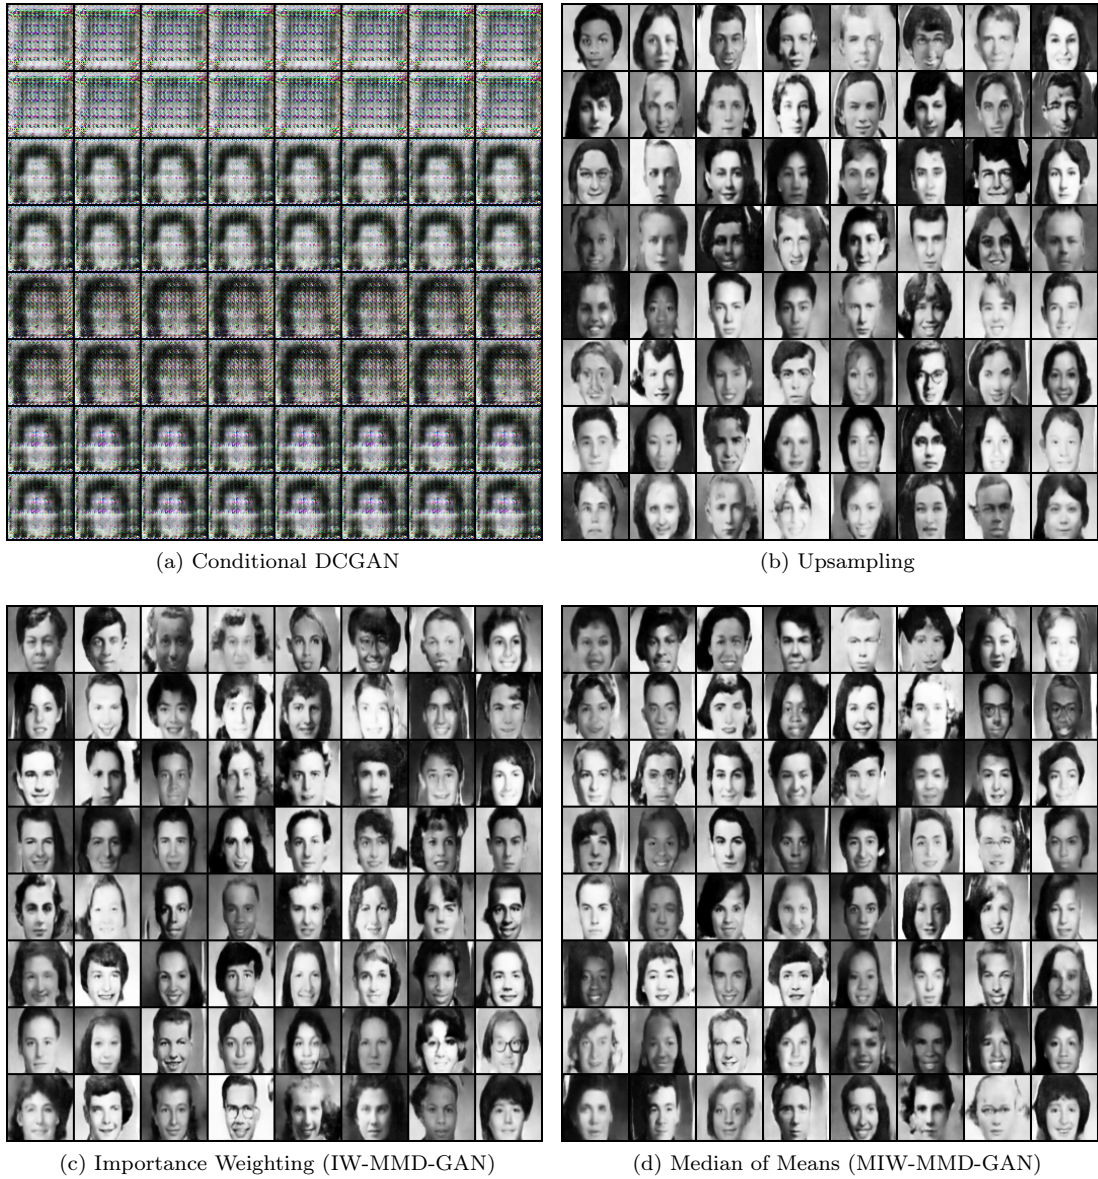 (a) Conditional DCGAN
(b) Upsampling
(c) Importance Weighting (IW-MMD-GAN)
(d) Median of Means (MIW-MMD-GAN)